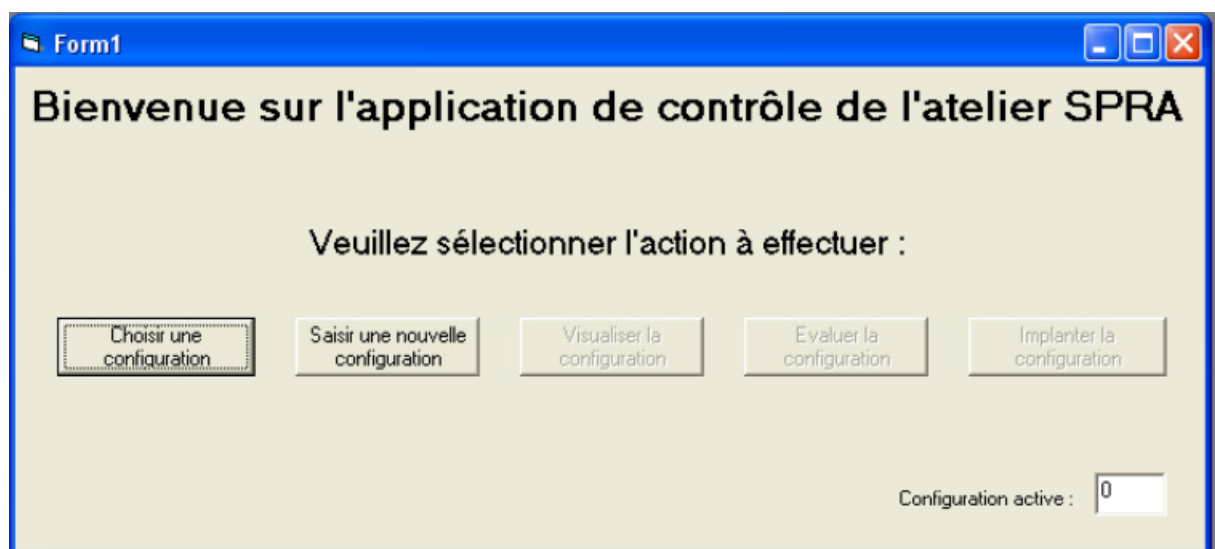 Form1
Bienvenue sur l'application de contrôle de l'atelier SPRA
Veuillez sélectionner l'action à effectuer :
Choisir une
configuration
Saisir une nouvelle
configuration
Visualiser la
configuration
Evaluer la
configuration
Implanter la
configuration
Configuration active : 0